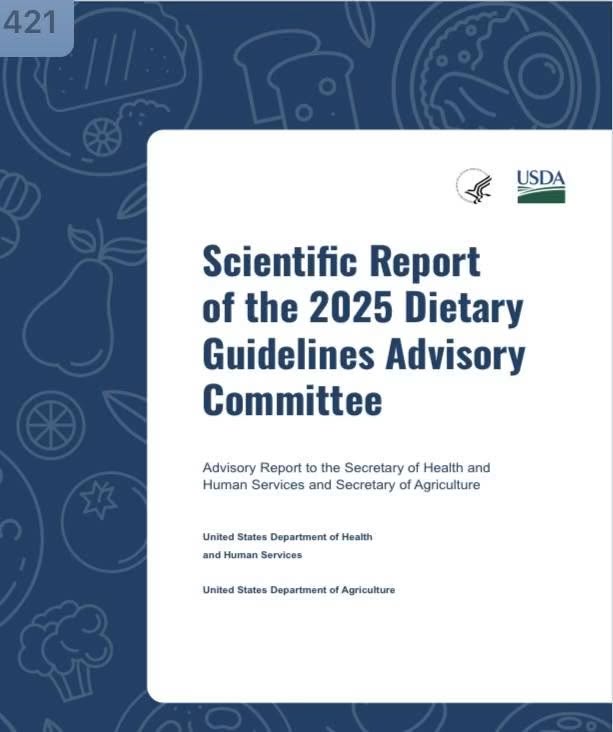 421
USDA
Scientific Report
of the 2025 Dietary
Guidelines Advisory
Committee
Advisory Report to the Secretary of Health and
Human Services and Secretary of Agriculture
United States Department of Health
and Human Services
United States Department of Agriculture